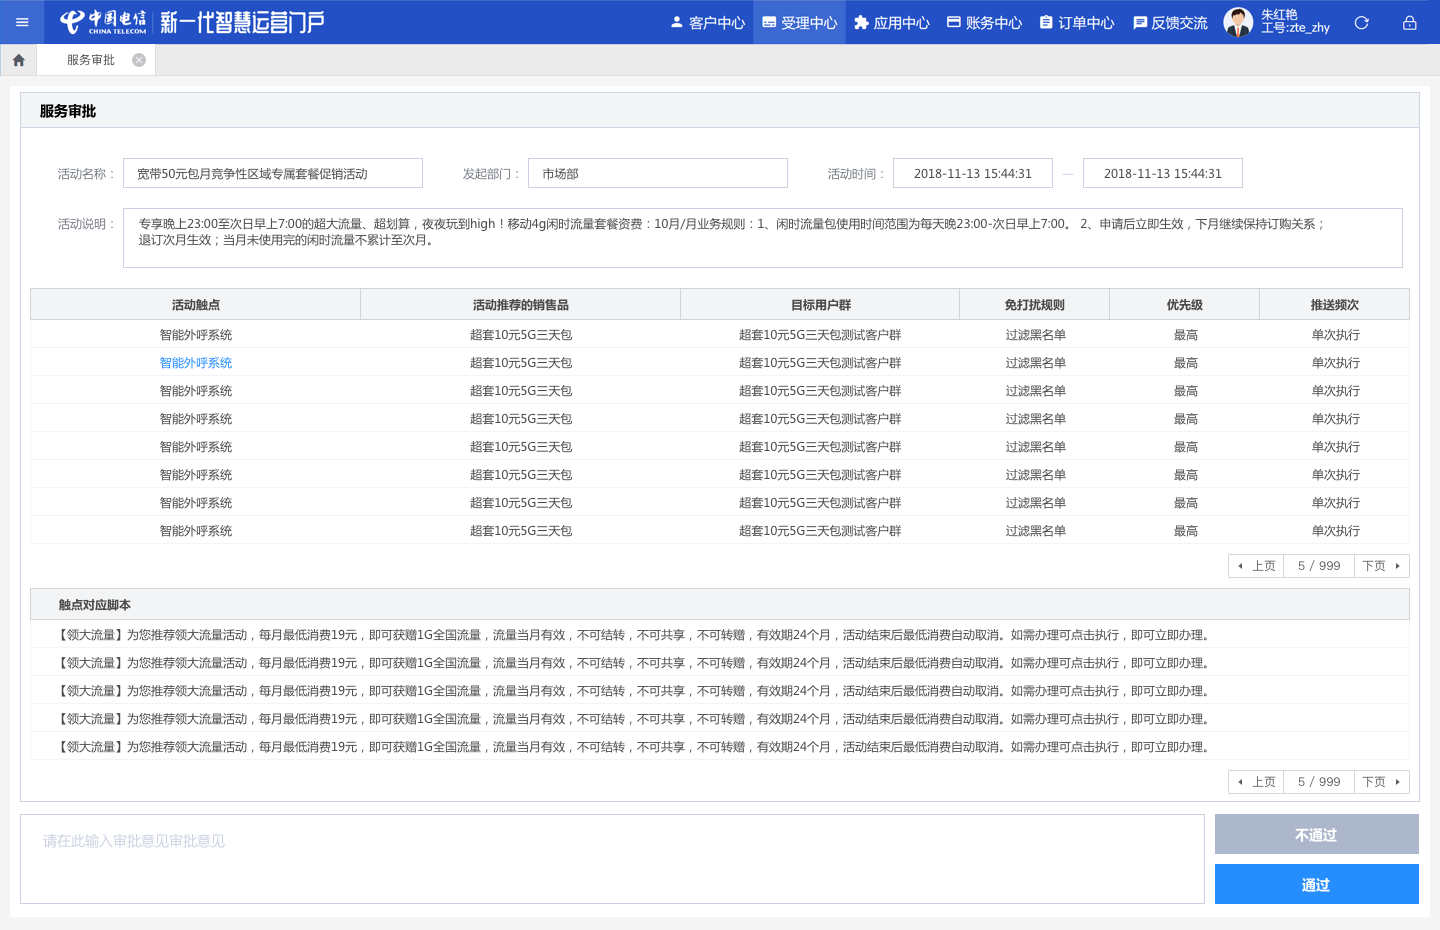 中国电信 CHINA TELECOM 新一代智慧运营门户 客户中心 受理中心 应用中心 账务中心 订单中心 反馈交流 朱红艳
工号:zte_zhy
服务审批
服务审批
活动名称： 宽带50元包月竞争性区域专属套餐促销活动 发起部门： 市场部 活动时间： 2018-11-13 15:44:31 — 2018-11-13 15:44:31
活动说明： 专享晚上23:00至次日早上7:00的超大流量、超划算，夜夜玩到high！移动4g闲时流量套餐资费：10月/月业务规则：1、闲时流量包使用时间范围为每天晚23:00-次日早上7:00。 2、申请后立即生效，下月继续保持订购关系；
退订次月生效；当月未使用完的闲时流量不累计至次月。
活动触点 活动推荐的销售品 目标用户群 免打扰规则 优先级 推送频次
智能外呼系统 超套10元5G三天包 超套10元5G三天包测试客户群 过滤黑名单 最高 单次执行
智能外呼系统 超套10元5G三天包 超套10元5G三天包测试客户群 过滤黑名单 最高 单次执行
智能外呼系统 超套10元5G三天包 超套10元5G三天包测试客户群 过滤黑名单 最高 单次执行
智能外呼系统 超套10元5G三天包 超套10元5G三天包测试客户群 过滤黑名单 最高 单次执行
智能外呼系统 超套10元5G三天包 超套10元5G三天包测试客户群 过滤黑名单 最高 单次执行
智能外呼系统 超套10元5G三天包 超套10元5G三天包测试客户群 过滤黑名单 最高 单次执行
智能外呼系统 超套10元5G三天包 超套10元5G三天包测试客户群 过滤黑名单 最高 单次执行
智能外呼系统 超套10元5G三天包 超套10元5G三天包测试客户群 过滤黑名单 最高 单次执行
上页 5 / 999 下页
触点对应脚本
【领大流量】为您推荐领大流量活动，每月最低消费19元，即可获赠1G全国流量，流量当月有效，不可结转，不可共享，不可转赠，有效期24个月，活动结束后最低消费自动取消。如需办理可点击执行，即可立即办理。
【领大流量】为您推荐领大流量活动，每月最低消费19元，即可获赠1G全国流量，流量当月有效，不可结转，不可共享，不可转赠，有效期24个月，活动结束后最低消费自动取消。如需办理可点击执行，即可立即办理。
【领大流量】为您推荐领大流量活动，每月最低消费19元，即可获赠1G全国流量，流量当月有效，不可结转，不可共享，不可转赠，有效期24个月，活动结束后最低消费自动取消。如需办理可点击执行，即可立即办理。
【领大流量】为您推荐领大流量活动，每月最低消费19元，即可获赠1G全国流量，流量当月有效，不可结转，不可共享，不可转赠，有效期24个月，活动结束后最低消费自动取消。如需办理可点击执行，即可立即办理。
【领大流量】为您推荐领大流量活动，每月最低消费19元，即可获赠1G全国流量，流量当月有效，不可结转，不可共享，不可转赠，有效期24个月，活动结束后最低消费自动取消。如需办理可点击执行，即可立即办理。
上页 5 / 999 下页
请在此输入审批意见审批意见
不通过
通过